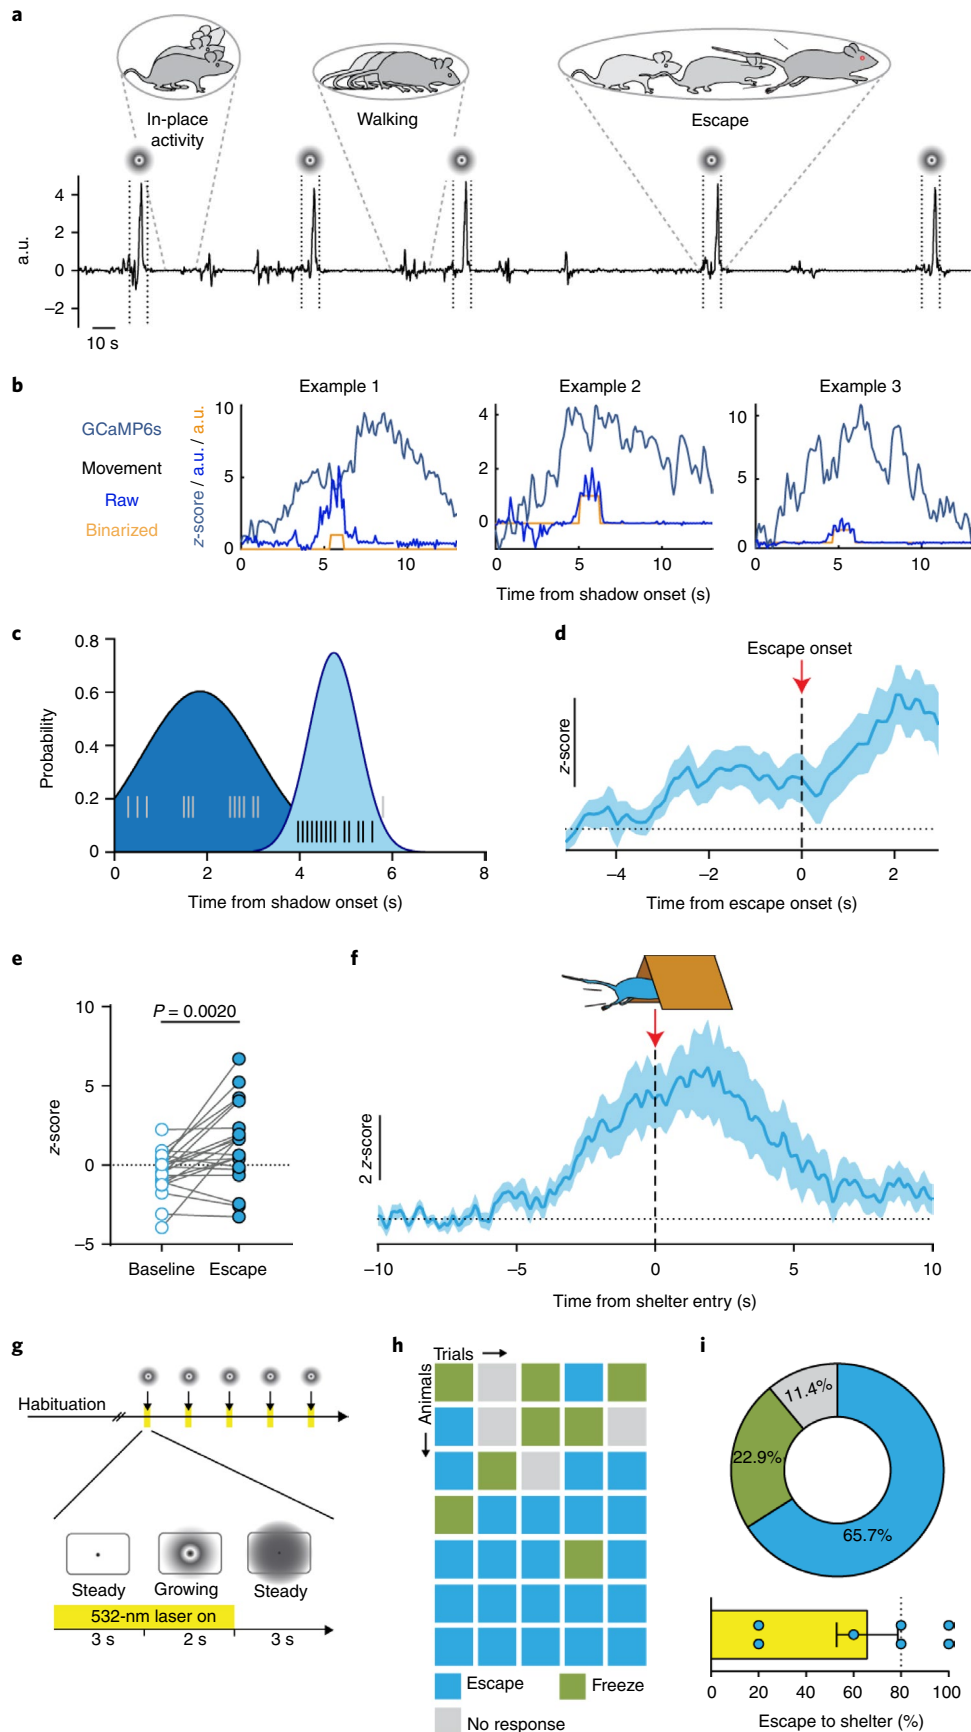 a
In-place
activity
Walking
Escape
a.u.
4
2
0
−2
10 s
b
Example 1
Example 2
Example 3
GCaMP6s
Movement
Raw
Binarized
z-score / a.u. / a.u.
10
5
0
4
2
0
10
5
0
0 5 10
0 5 10
0 5 10
Time from shadow onset (s)
c
Probability
0.8
0.6
0.4
0.2
0
0 2 4 6 8
Time from shadow onset (s)
d
Escape onset
z-score
−4 −2 0 2
Time from escape onset (s)
e
P = 0.0020
z-score
10
5
0
−5
Baseline Escape
f
2 z-score
−10 −5 0 5 10
Time from shelter entry (s)
g
Habituation
Steady Growing Steady
532-nm laser on
3 s 2 s 3 s
h
Trials
Animals
Escape
Freeze
No response
i
11.4%
22.9%
65.7%
0 20 40 60 80 100
Escape to shelter (%)